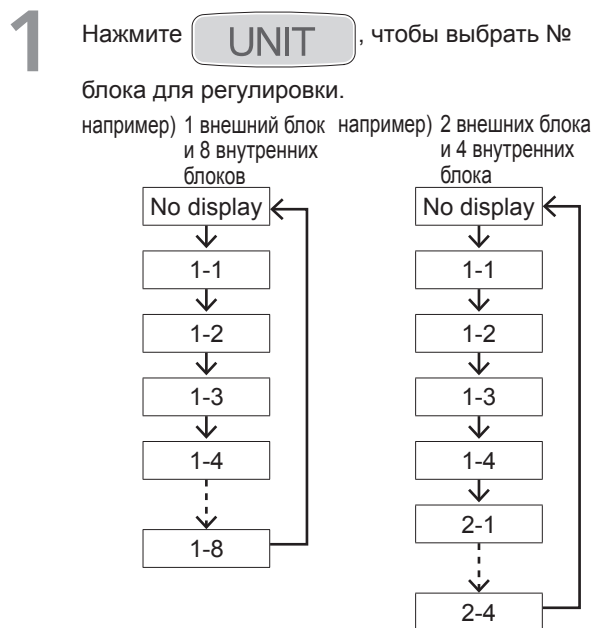 1
Нажмите UNIT, чтобы выбрать №
блока для регулировки.
например) 1 внешний блок
и 8 внутренних
блоков
No display
1-1
1-2
1-3
1-4
1-8
например) 2 внешних блока
и 4 внутренних
блока
No display
1-1
1-2
1-3
1-4
2-1
2-4